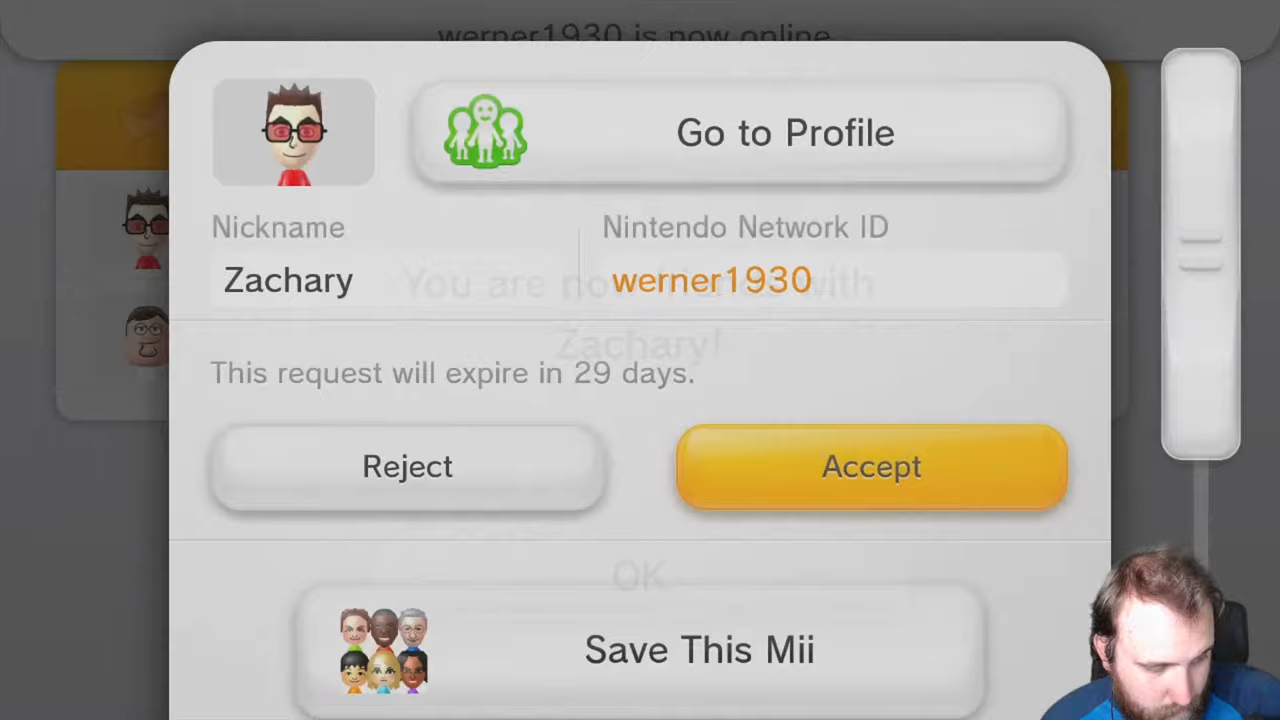 werner1930 is now online.
Go to Profile
Nickname
Nintendo Network ID
Zachary
werner1930
You are now friends with
Zachary!
This request will expire in 29 days.
Reject
Accept
OK
Save This Mii